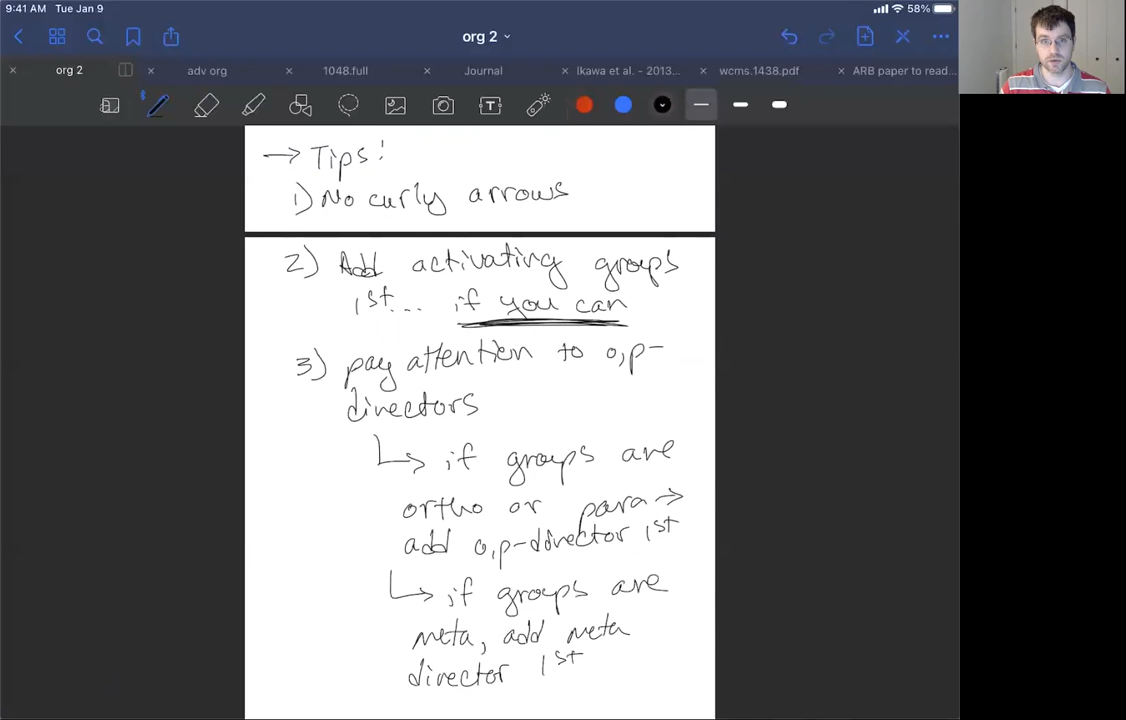 9:41 AM Tue Jan 9
58%
org 2
org 2
adv org
1048.full
Journal
Ikawa et al. - 2013...
wcms.1438.pdf
ARB paper to read...
→ Tips!
1) No curly arrows
2) Add activating groups
1st... if you can
3) pay attention to o,p-
directors
↳ if groups are
ortho or para →
add o,p-director 1st
↳ if groups are
meta, add meta
director 1st